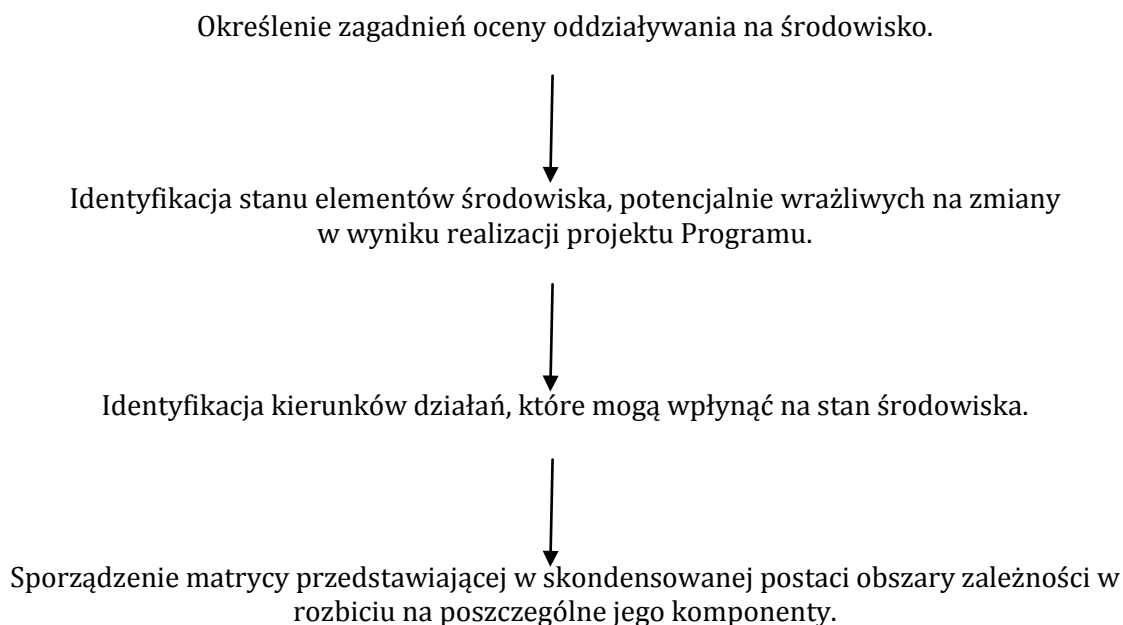 Określenie zagadnień oceny oddziaływania na środowisko.
Identyfikacja stanu elementów środowiska, potencjalnie wrażliwych na zmiany
w wyniku realizacji projektu Programu.
Identyfikacja kierunków działań, które mogą wpłynąć na stan środowiska.
Sporządzenie matrycy przedstawiającej w skondensowanej postaci obszary zależności w
rozbiciu na poszczególne jego komponenty.